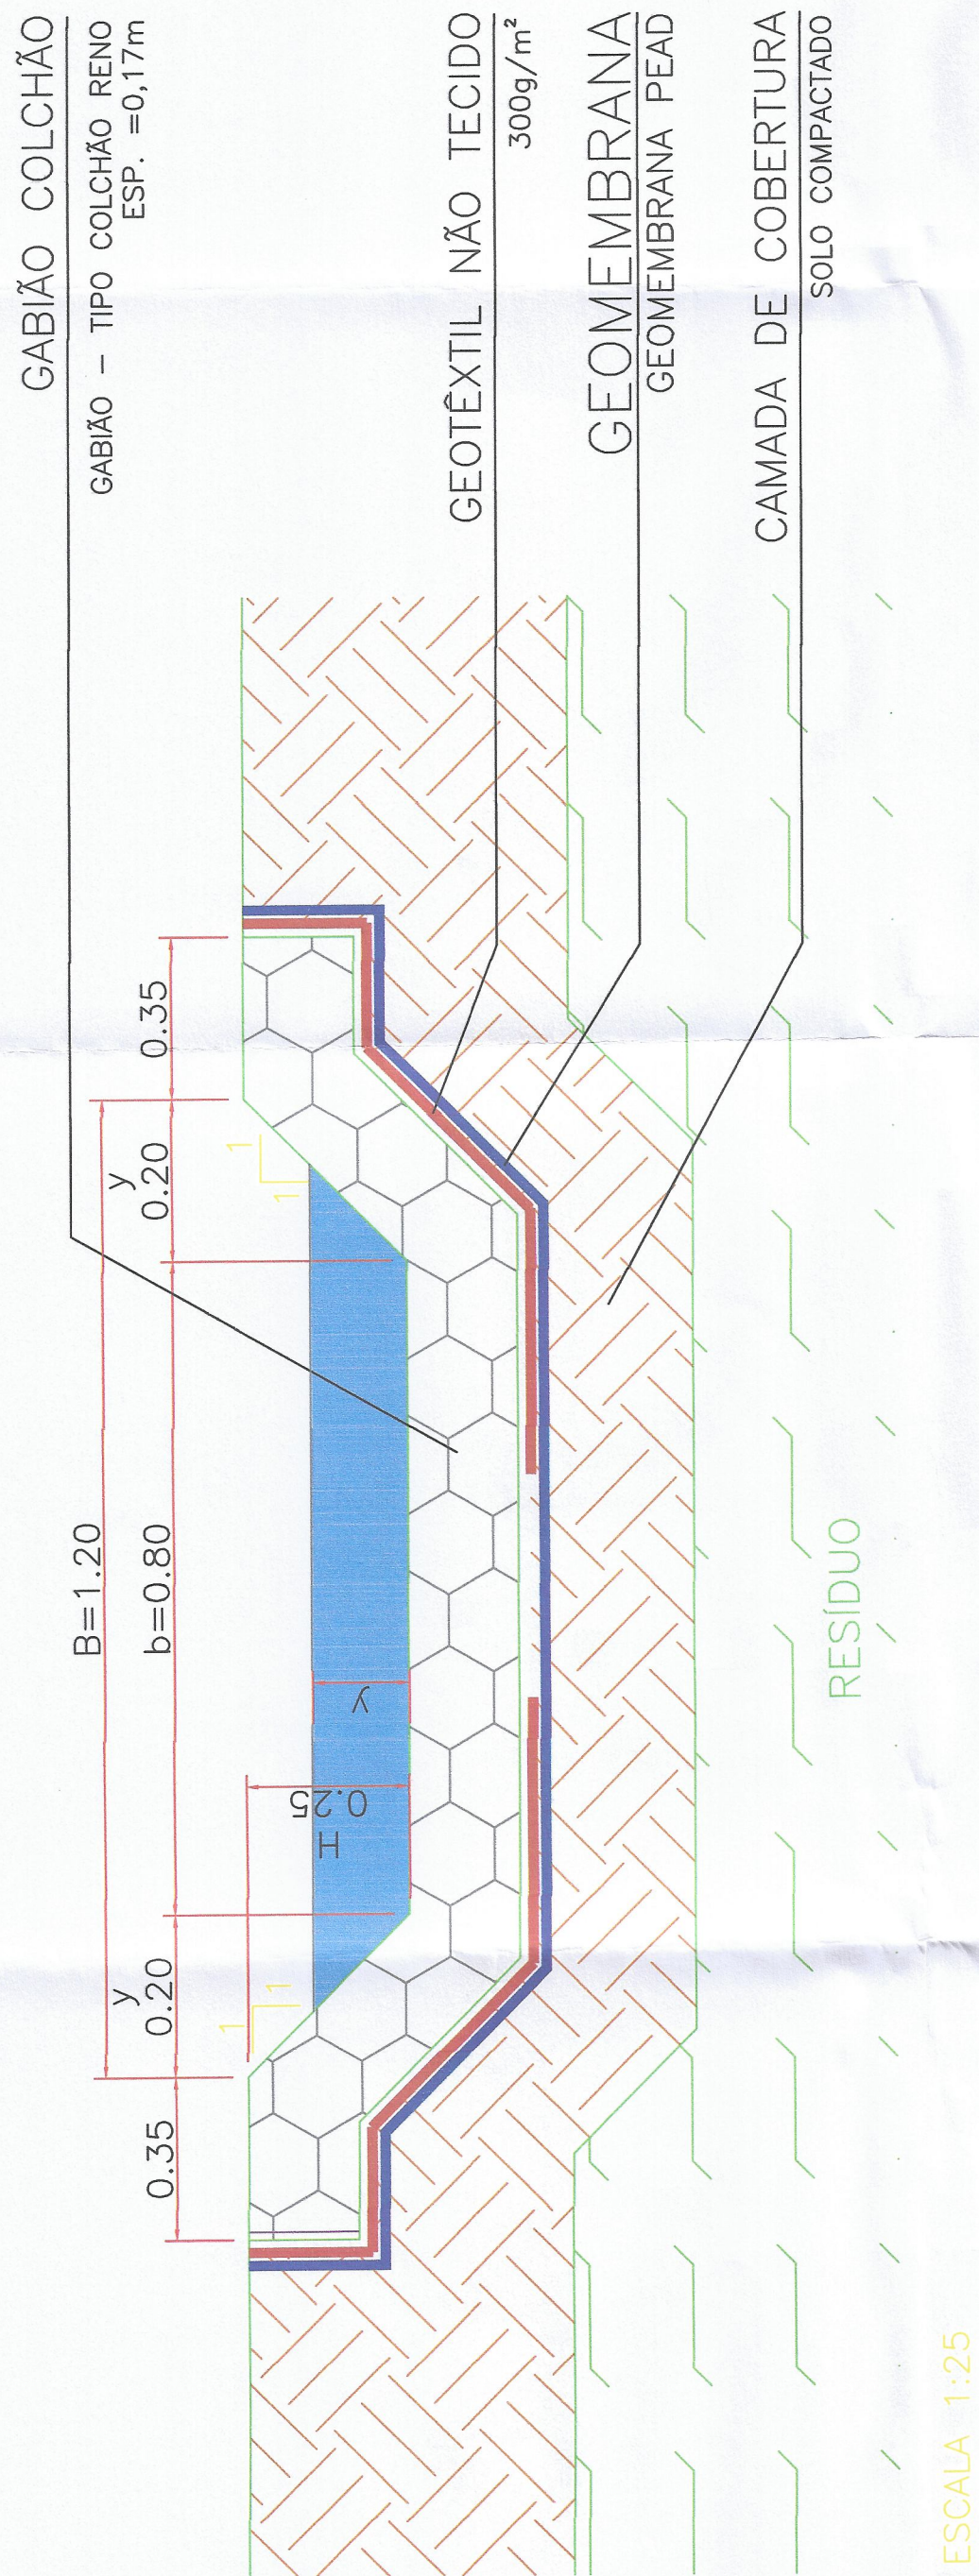 GABIÃO COLCHÃO
GABIÃO - TIPO COLCHÃO RENO
ESP. =0,17m
B=1.20
y
y
0.35
0.20
b=0.80
0.20
0.35
1
1
1
1
H
0.25
y
GEOTÊXTIL NÃO TECIDO
300g/m²
GEOMEMBRANA
GEOMEMBRANA PEAD
CAMADA DE COBERTURA
SOLO COMPACTADO
RESÍDUO
ESCALA 1:25